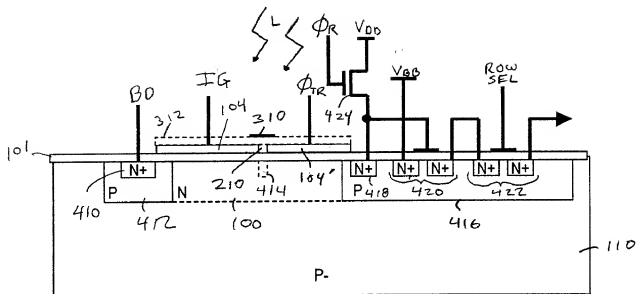 L
ϕR
VDD
BD
IG
ϕTR
424
VBB
ROW
SEL
312
104
310
101
N+
210
414
104'
N+
N+
N+
N+
N+
410
P
N
P
418
420
422
412
100
416
110
P-